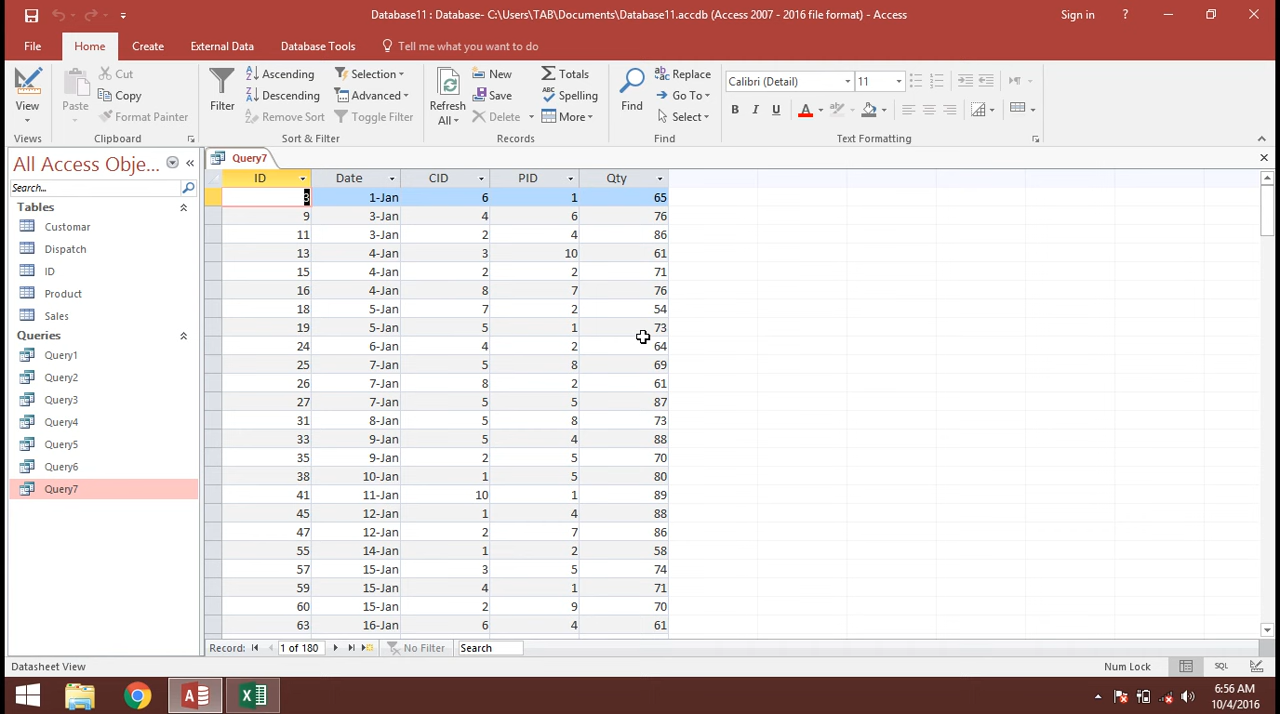 Database11 : Database- C:\Users\TAB\Documents\Database11.accdb (Access 2007 - 2016 file format) - Access
Sign in
?
File
Home
Create
External Data
Database Tools
Tell me what you want to do
View
Views
Paste
Cut
Copy
Format Painter
Clipboard
Filter
Ascending
Descending
Remove Sort
Selection
Advanced
Toggle Filter
Sort & Filter
Refresh
All
New
Save
Delete
Totals
Spelling
More
Records
Find
Replace
Go To
Select
Find
Calibri (Detail)
11
B I U
A
Text Formatting
All Access Obje...
Search...
Tables
Customar
Dispatch
ID
Product
Sales
Queries
Query1
Query2
Query3
Query4
Query5
Query6
Query7
Query7
ID Date CID PID Qty
3 1-Jan 6 1 65
9 3-Jan 4 6 76
11 3-Jan 2 4 86
13 4-Jan 3 10 61
15 4-Jan 2 2 71
16 4-Jan 8 7 76
18 5-Jan 7 2 54
19 5-Jan 5 1 73
24 6-Jan 4 2 64
25 7-Jan 5 8 69
26 7-Jan 8 2 61
27 7-Jan 5 5 87
31 8-Jan 5 8 73
33 9-Jan 5 4 88
35 9-Jan 2 5 70
38 10-Jan 1 5 80
41 11-Jan 10 1 89
45 12-Jan 1 4 88
47 12-Jan 2 7 86
55 14-Jan 1 2 58
57 15-Jan 3 5 74
59 15-Jan 4 1 71
60 15-Jan 2 9 70
63 16-Jan 6 4 61
Record: 1 of 180 No Filter Search
Datasheet View
Num Lock
SQL
6:56 AM
10/4/2016